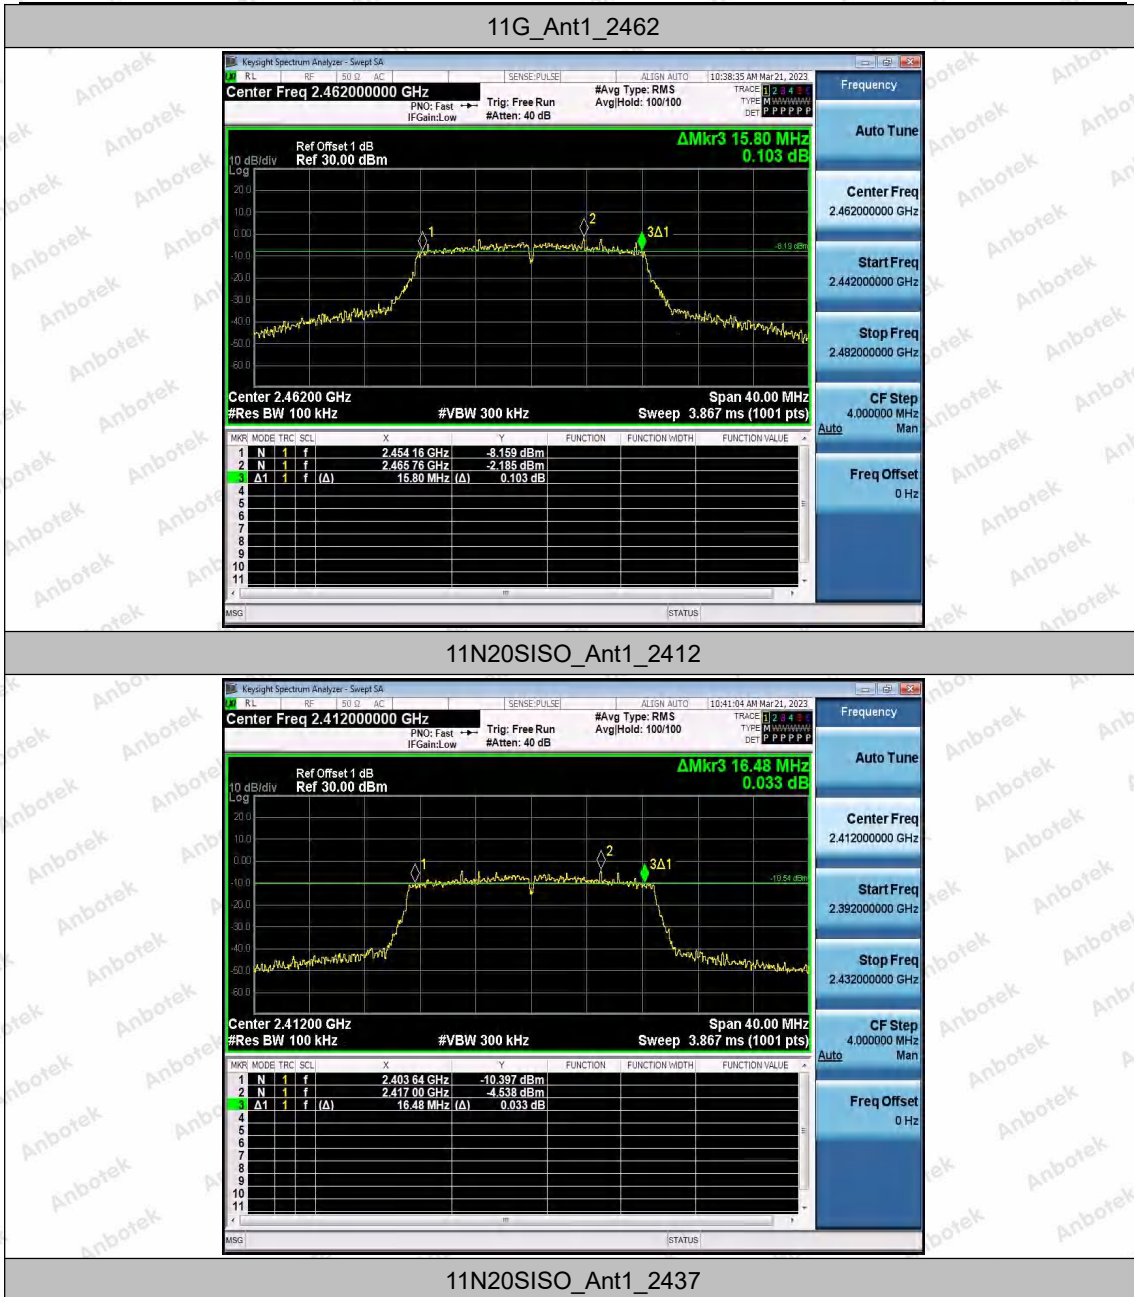 11G_Ant1_2462
Keysight Spectrum Analyzer - Swept SA
RL RF 50 Ω AC SENSE:PULSE ALIGN AUTO 10:38:35 AM Mar 21, 2023
Center Freq 2.462000000 GHz
PNO: Fast
IFGain:Low
Trig: Free Run
#Atten: 40 dB
#Avg Type: RMS
Avg|Hold: 100/100
TRACE 1 2 3 4 5 6
TYPE M WWWWW
DET P P P P P P
Frequency
Auto Tune
Center Freq
2.462000000 GHz
Start Freq
2.442000000 GHz
Stop Freq
2.482000000 GHz
CF Step
4.000000 MHz
Auto Man
Freq Offset
0 Hz
ΔMkr3 15.80 MHz
0.103 dB
Ref Offset 1 dB
10 dB/div Ref 30.00 dBm
Log
20.0
10.0
0.00
-10.0
-20.0
-30.0
-40.0
-50.0
-60.0
1
2
3Δ1
-8.19 dBm
Center 2.46200 GHz Span 40.00 MHz
#Res BW 100 kHz #VBW 300 kHz Sweep 3.867 ms (1001 pts)
MKR MODE TRC SCL X Y FUNCTION FUNCTION WIDTH FUNCTION VALUE
1 N 1 f 2.454 16 GHz -8.159 dBm
2 N 1 f 2.465 76 GHz -2.185 dBm
3 Δ1 1 f (Δ) 15.80 MHz (Δ) 0.103 dB
4
5
6
7
8
9
10
11
MSG STATUS
11N20SISO_Ant1_2412
Keysight Spectrum Analyzer - Swept SA
RL RF 50 Ω AC SENSE:PULSE ALIGN AUTO 10:41:04 AM Mar 21, 2023
Center Freq 2.412000000 GHz
PNO: Fast
IFGain:Low
Trig: Free Run
#Atten: 40 dB
#Avg Type: RMS
Avg|Hold: 100/100
TRACE 1 2 3 4 5 6
TYPE M WWWWW
DET P P P P P P
Frequency
Auto Tune
Center Freq
2.412000000 GHz
Start Freq
2.392000000 GHz
Stop Freq
2.432000000 GHz
CF Step
4.000000 MHz
Auto Man
Freq Offset
0 Hz
ΔMkr3 16.48 MHz
0.033 dB
Ref Offset 1 dB
10 dB/div Ref 30.00 dBm
Log
20.0
10.0
0.00
-10.0
-20.0
-30.0
-40.0
-50.0
-60.0
1
2
3Δ1
-10.54 dBm
Center 2.41200 GHz Span 40.00 MHz
#Res BW 100 kHz #VBW 300 kHz Sweep 3.867 ms (1001 pts)
MKR MODE TRC SCL X Y FUNCTION FUNCTION WIDTH FUNCTION VALUE
1 N 1 f 2.403 64 GHz -10.397 dBm
2 N 1 f 2.417 00 GHz -4.538 dBm
3 Δ1 1 f (Δ) 16.48 MHz (Δ) 0.033 dB
4
5
6
7
8
9
10
11
MSG STATUS
11N20SISO_Ant1_2437